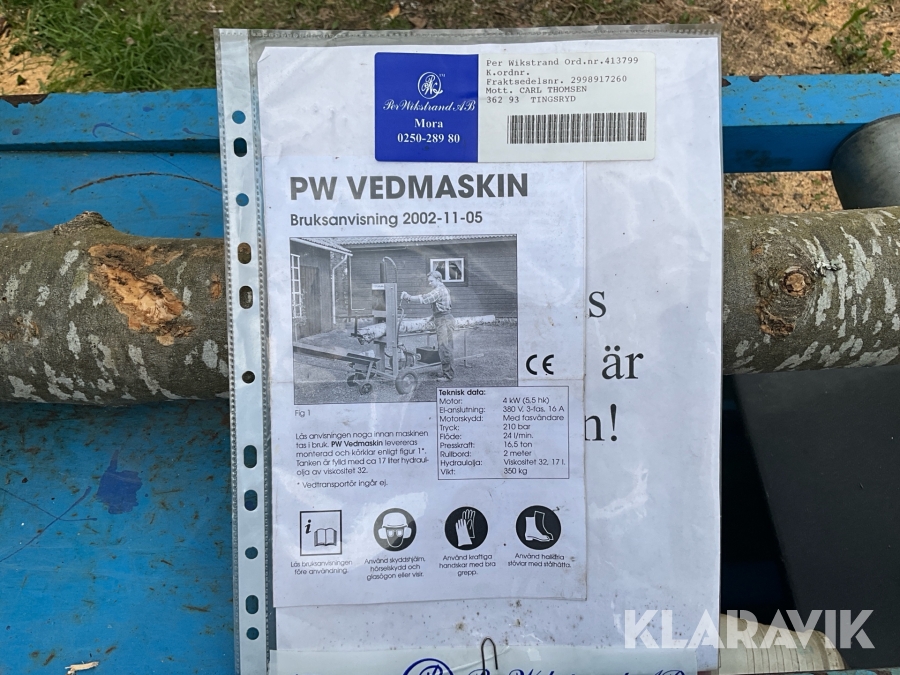 Per Wikstrand Ord.nr.413799
K.ordnr.
Fraktsedelsnr. 2998917260
Mott. CARL THOMSEN
362 93 TINGSRYD
Per Wikstrand AB
Mora
0250-289 80
PW VEDMASKIN
Bruksanvisning 2002-11-05
CE
s
är
n!
Fig 1
Läs anvisningen noga innan maskinen
tas i bruk. PW Vedmaskin levereras
monterad och körklar enligt figur 1*.
Tanken är fylld med ca 17 liter hydraul-
olja av viskositet 32.
* Vedtransportör ingår ej.
Teknisk data:
Motor: 4 kW (5,5 hk)
El-anslutning: 380 V, 3-fas, 16 A
Motorskydd: Med fasvändare
Tryck: 210 bar
Flöde: 24 l/min.
Presskraft: 16,5 ton
Rullbord: 2 meter
Hydraulolja: Viskositet 32, 17 l.
Vikt: 350 kg
i
Läs bruksanvisningen
före användning.
Använd skyddshjälm,
hörselskydd och
glasögon eller visir.
Använd kraftiga
handskar med bra
grepp.
Använd halkfria
stövlar med stålhätta.
KLARAVIK
Per Wikstrand AB